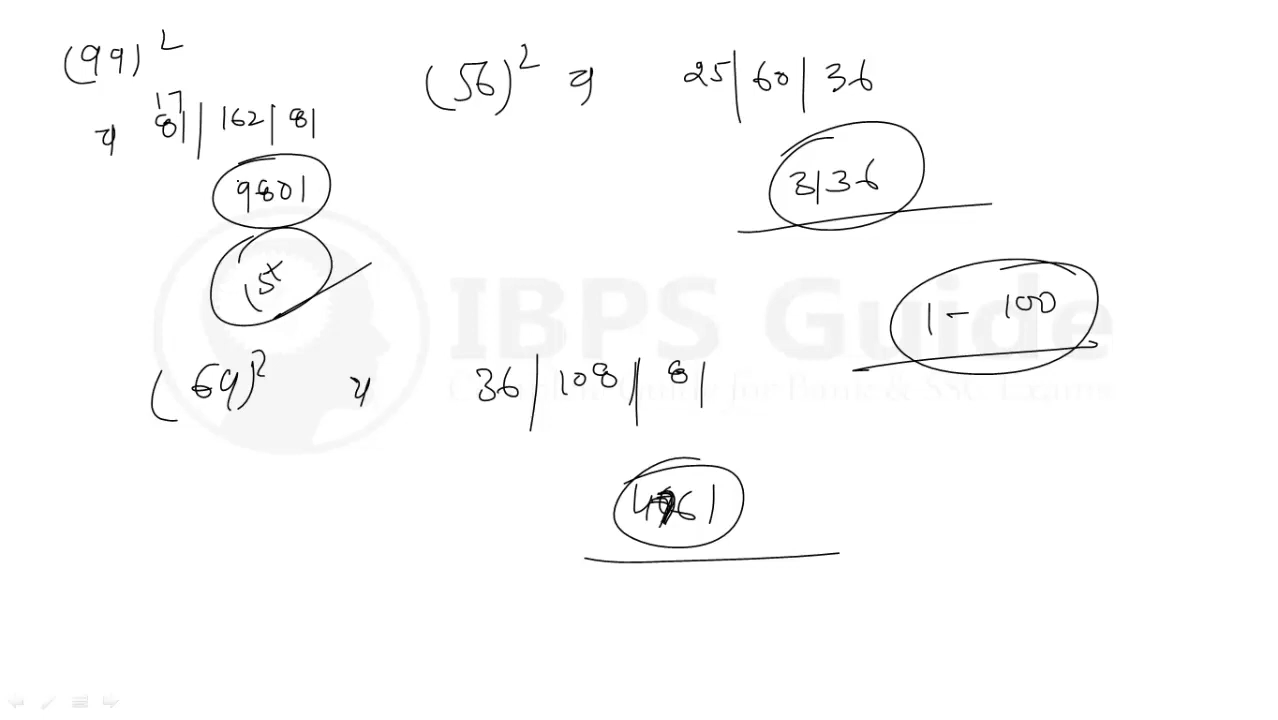 (99)²
17
81 | 162 | 81
9801
15
(56)²
25 | 60 | 36
3136
1 - 100
IBPS Guide
(69)²
36 | 108 | 81
4761